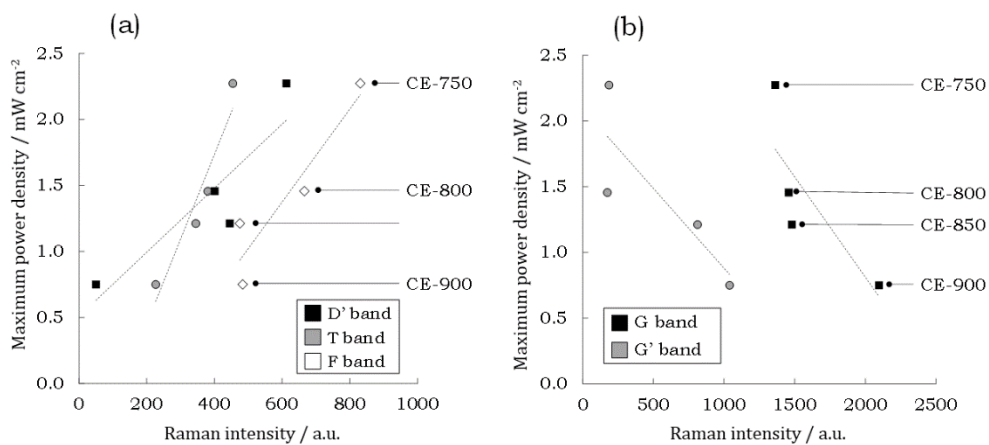 (a)
Maximum power density / mW cm-2
2.5
2.0
1.5
1.0
0.5
0.0
0
200
400
600
800
1000
Raman intensity / a.u.
CE-750
CE-800
CE-900
D' band
T band
F band
(b)
Maximum power density / mW cm-2
2.5
2.0
1.5
1.0
0.5
0.0
0
500
1000
1500
2000
2500
Raman intensity / a.u.
CE-750
CE-800
CE-850
CE-900
G band
G' band